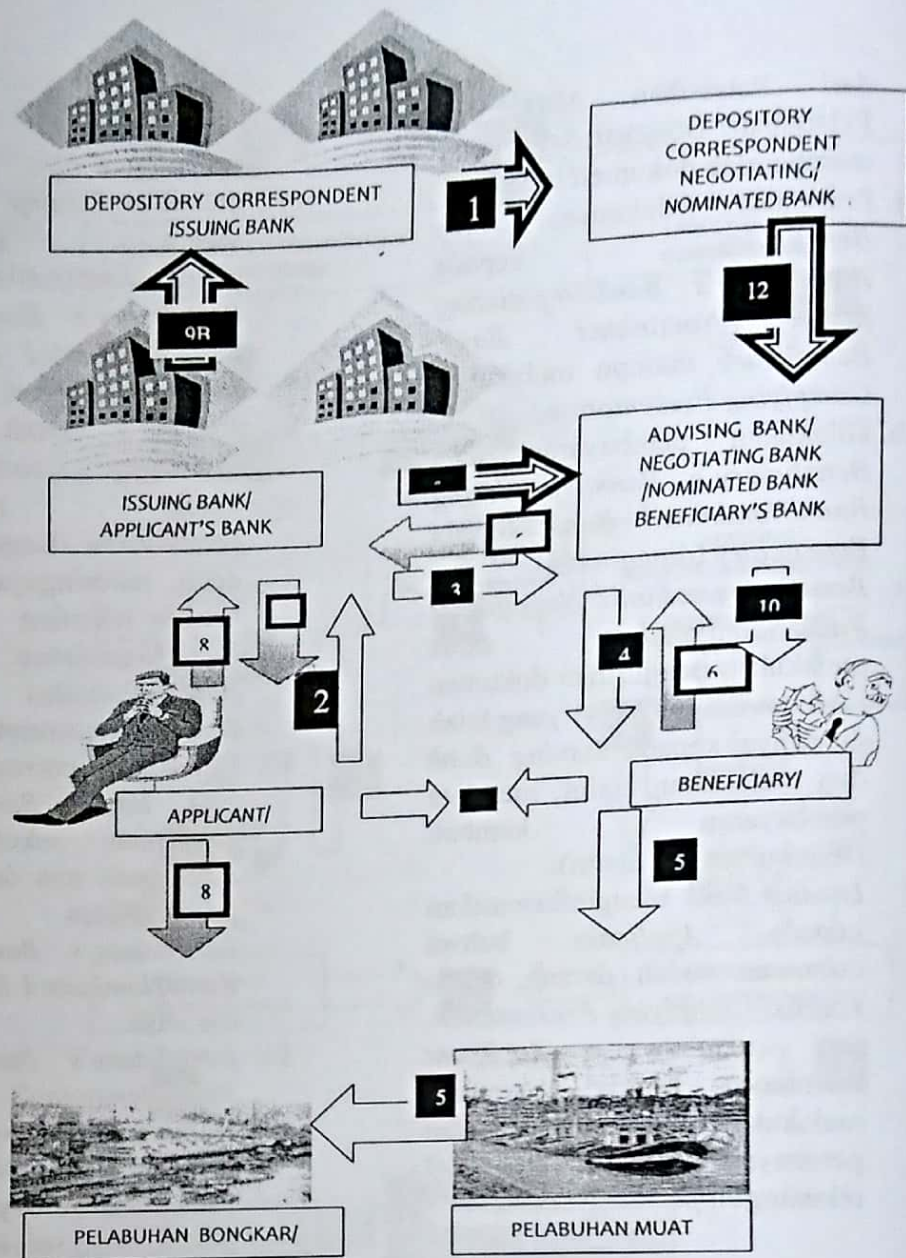 DEPOSITORY CORRESPONDENT
ISSUING BANK
1
DEPOSITORY
CORRESPONDENT
NEGOTIATING/
NOMINATED BANK
9B
12
ISSUING BANK/
APPLICANT'S BANK
ADVISING BANK/
NEGOTIATING BANK
/NOMINATED BANK
BENEFICIARY'S BANK
3
8
2
4
6
10
APPLICANT/
BENEFICIARY/
8
5
5
PELABUHAN BONGKAR/
PELABUHAN MUAT